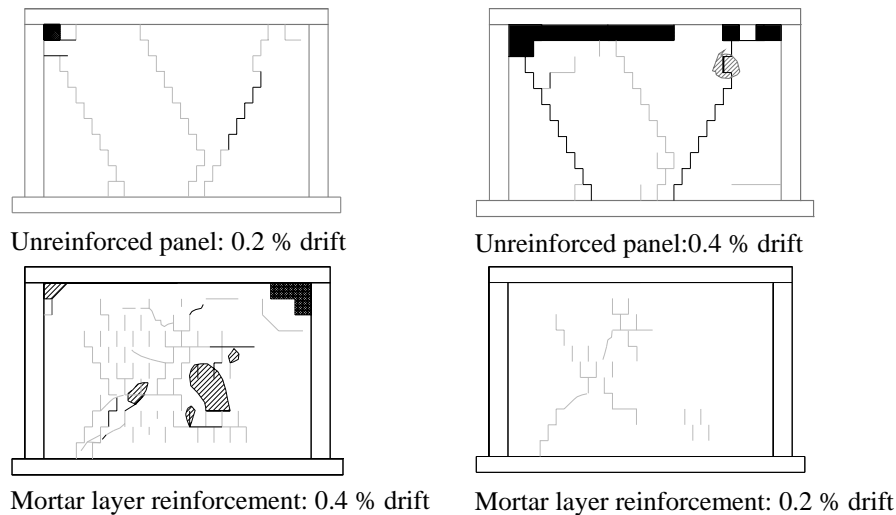 Unreinforced panel: 0.2 % drift
Unreinforced panel:0.4 % drift
Mortar layer reinforcement: 0.4 % drift
Mortar layer reinforcement: 0.2 % drift